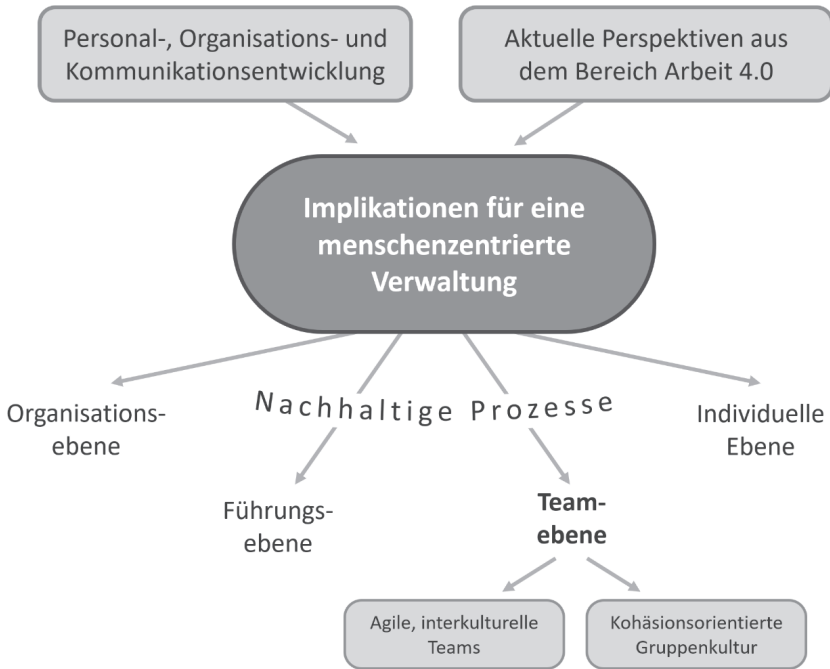 Personal-, Organisations- und
Kommunikationsentwicklung
Aktuelle Perspektiven aus
dem Bereich Arbeit 4.0
Implikationen für eine
menschenzentrierte
Verwaltung
Nachhaltige Prozesse
Organisations-
ebene
Führungs-
ebene
Team-
ebene
Individuelle
Ebene
Agile, interkulturelle
Teams
Kohäsionsorientierte
Gruppenkultur